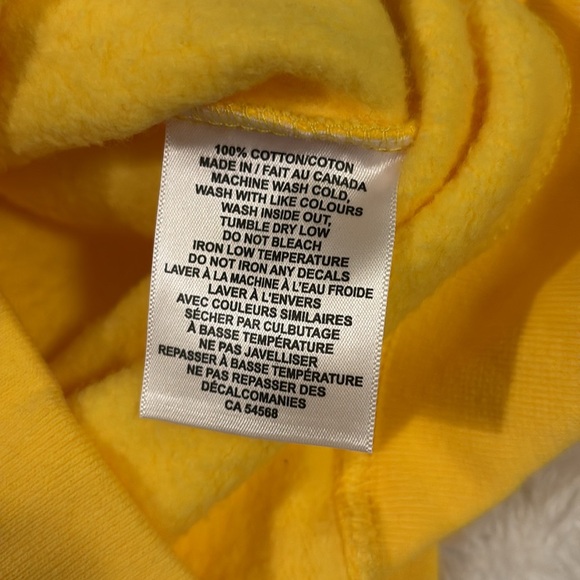 100% COTTON/COTON
MADE IN / FAIT AU CANADA
MACHINE WASH COLD,
WASH WITH LIKE COLOURS
WASH INSIDE OUT,
TUMBLE DRY LOW
DO NOT BLEACH
IRON LOW TEMPERATURE
DO NOT IRON ANY DECALS
LAVER À LA MACHINE À L'EAU FROIDE
LAVER À L'ENVERS
AVEC COULEURS SIMILAIRES
SÉCHER PAR CULBUTAGE
À BASSE TEMPÉRATURE
NE PAS JAVELLISER
REPASSER À BASSE TEMPÉRATURE
NE PAS REPASSER DES
DÉCALCOMANIES
CA 54568